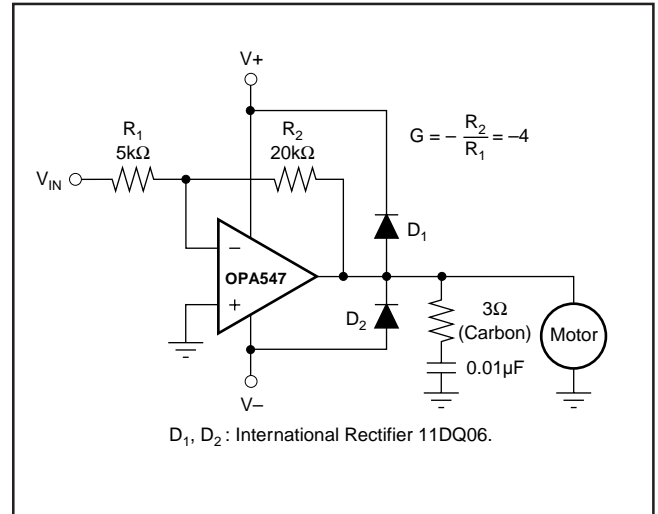 V+
R1
5kΩ
R2
20kΩ
G = – R2/R1 = –4
VIN
D1
–
OPA547
+
D2
3Ω
(Carbon)
Motor
0.01µF
V–
D1, D2 : International Rectifier 11DQ06.